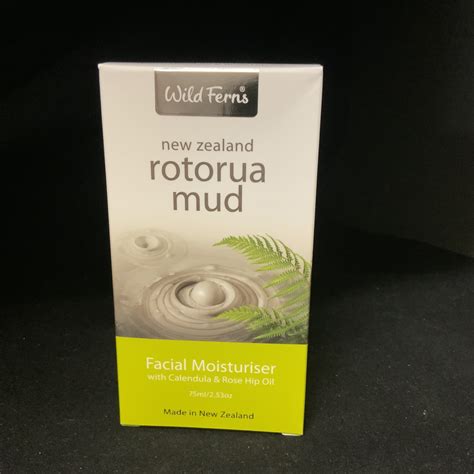 Wild Ferns®
new zealand
rotorua
mud
Facial Moisturiser
with Calendula & Rose Hip Oil
75ml/2.53oz
Made in New Zealand